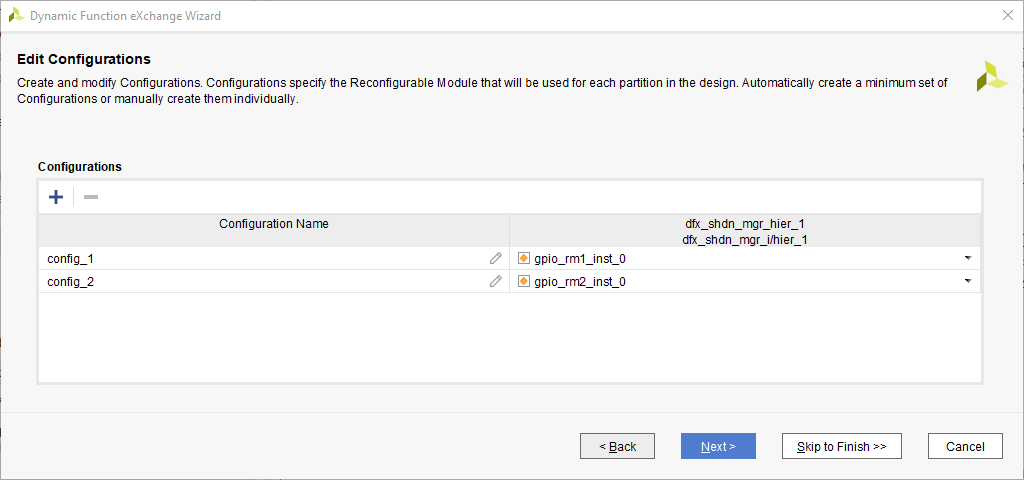 Dynamic Function eXchange Wizard
Edit Configurations
Create and modify Configurations. Configurations specify the Reconfigurable Module that will be used for each partition in the design. Automatically create a minimum set of
Configurations or manually create them individually.
Configurations
Configuration Name
dfx_shdn_mgr_hier_1
dfx_shdn_mgr_i/hier_1
config_1
gpio_rm1_inst_0
config_2
gpio_rm2_inst_0
< Back
Next >
Skip to Finish >>
Cancel